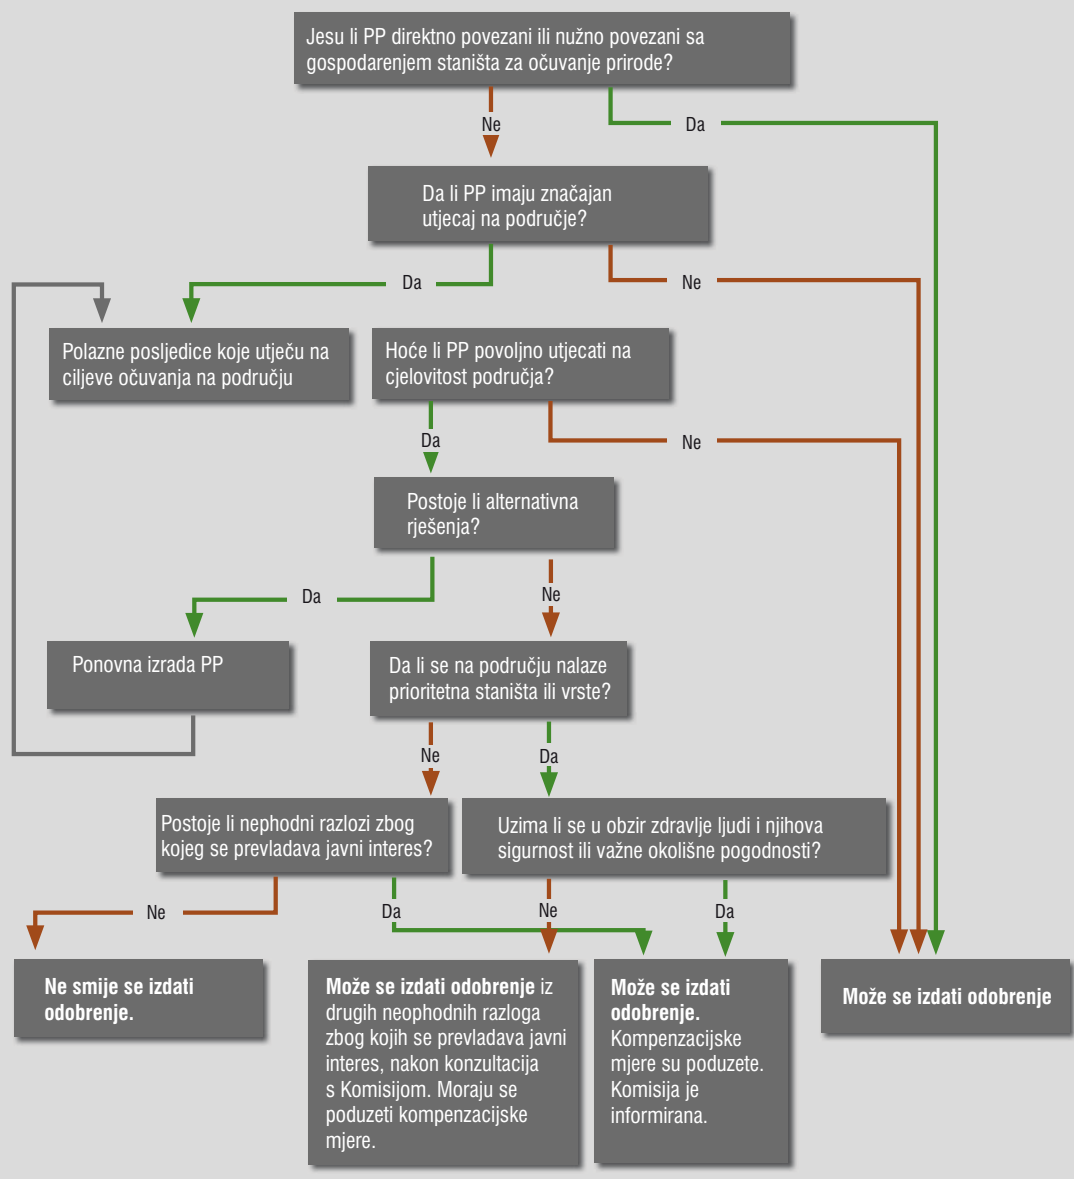 Jesu li PP direktno povezani ili nužno povezani sa
gospodarenjem staništa za očuvanje prirode?
Ne
Da
Da li PP imaju značajan
utjecaj na područje?
Da
Ne
Polazne posljedice koje utječu na
ciljeve očuvanja na području
Hoće li PP povoljno utjecati na
cjelovitost područja?
Da
Ne
Postoje li alternativna
rješenja?
Da
Ne
Ponovna izrada PP
Da li se na području nalaze
prioritetna staništa ili vrste?
Ne
Da
Postoje li nephodni razlozi zbog
kojeg se prevladava javni interes?
Uzima li se u obzir zdravlje ljudi i njihova
sigurnost ili važne okolišne pogodnosti?
Ne
Da
Ne
Da
Ne smije se izdati
odobrenje.
Može se izdati odobrenje iz
drugih neophodnih razloga
zbog kojih se prevladava javni
interes, nakon konzultacija
s Komisijom. Moraju se
poduzeti kompenzacijske
mjere.
Može se izdati
odobrenje.
Kompenzacijske
mjere su poduzete.
Komisija je
informirana.
Može se izdati odobrenje